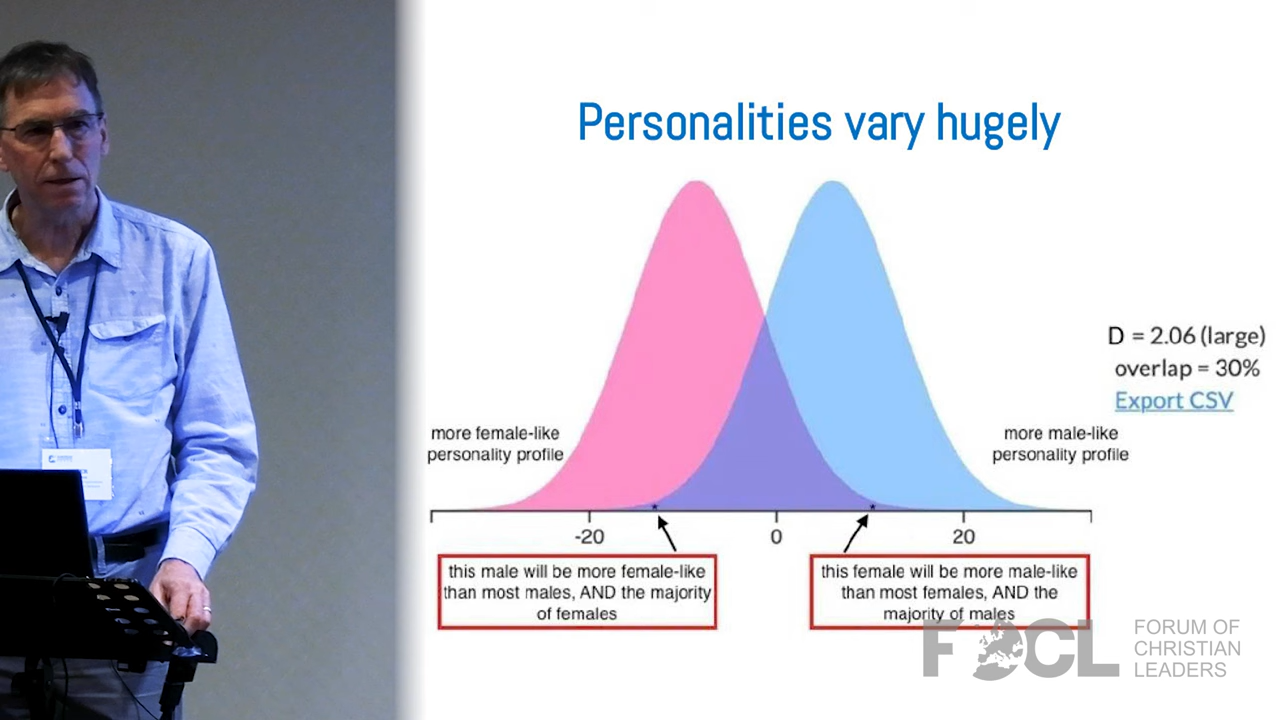 Personalities vary hugely
D = 2.06 (large)
overlap = 30%
Export CSV
more female-like
personality profile
more male-like
personality profile
-20
0
20
this male will be more female-like
than most males, AND the majority
of females
this female will be more male-like
than most females, AND the
majority of males
FOCL
FORUM OF
CHRISTIAN
LEADERS